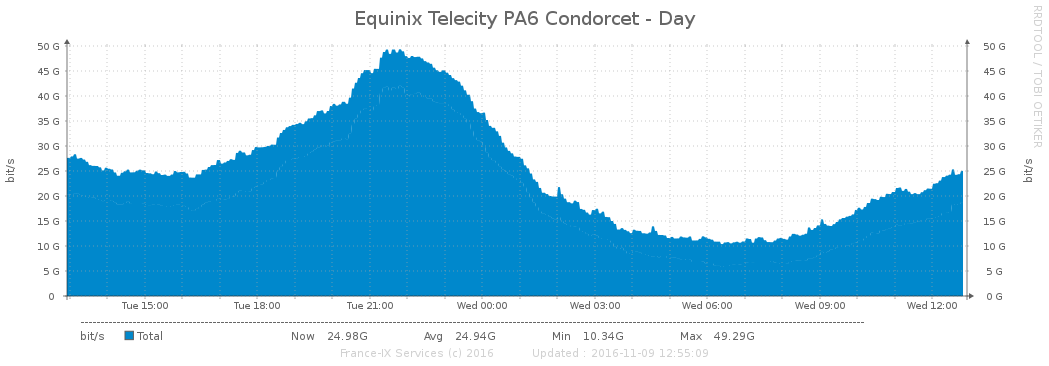 Equinix Telecity PA6 Condorcet - Day
RRDTOOL / TOBI OETIKER
bit/s
50 G 50 G
45 G 45 G
40 G 40 G
35 G 35 G
30 G 30 G
25 G 25 G
20 G 20 G
15 G 15 G
10 G 10 G
5 G 5 G
0 0 G
bit/s
Tue 15:00 Tue 18:00 Tue 21:00 Wed 00:00 Wed 03:00 Wed 06:00 Wed 09:00 Wed 12:00
bit/s Total Now 24.98G Avg 24.94G Min 10.34G Max 49.29G
France-IX Services (c) 2016 Updated : 2016-11-09 12:55:09